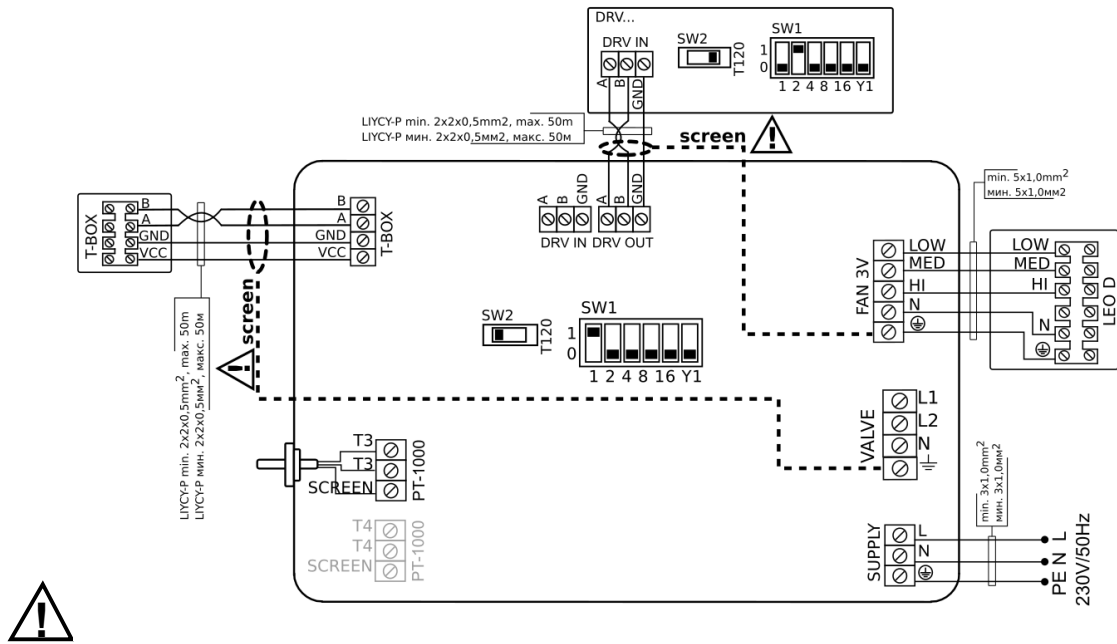 DRV...
DRV IN
A
B
GND
SW2
T120
SW1
1
0
1 2 4 8 16 Y1
LIYCY-P min. 2x2x0,5mm2, max. 50m
LIYCY-P мин. 2x2x0,5мм2, макс. 50м
screen
T-BOX
B
A
GND
VCC
B
A
GND
VCC
T-BOX
screen
LIYCY-P min. 2x2x0,5mm², max. 50m
LIYCY-P мин. 2x2x0,5мм², макс. 50м
A
B
GND
A
B
GND
DRV IN
DRV OUT
min. 5x1,0mm²
мин. 5x1,0мм2
FAN 3V
LOW
MED
HI
N
LOW
MED
HI
N
LEO D
SW2
T120
SW1
1
0
1 2 4 8 16 Y1
VALVE
L1
L2
N
T3
T3
SCREEN
PT-1000
T4
T4
SCREEN
PT-1000
SUPPLY
L
N
min. 3x1,0mm²
мин. 3x1,0мм²
L
N
PE
230V/50Hz